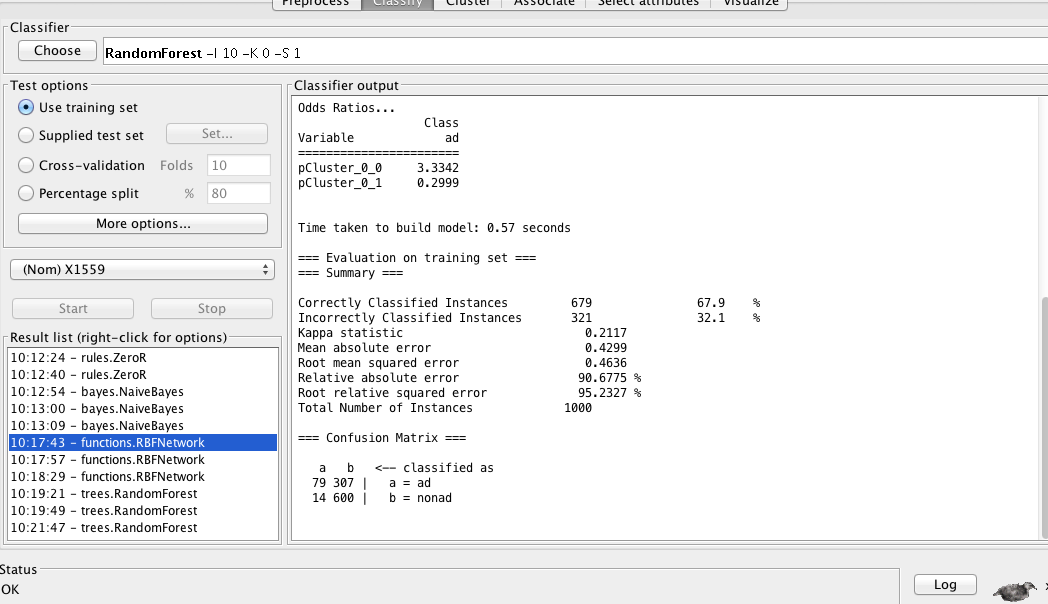 Preprocess Classify Cluster Associate Select attributes Visualize
Classifier
Choose RandomForest -I 10 -K 0 -S 1
Test options
Use training set
Supplied test set Set...
Cross-validation Folds 10
Percentage split % 80
More options...
(Nom) X1559
Start Stop
Result list (right-click for options)
10:12:24 - rules.ZeroR
10:12:40 - rules.ZeroR
10:12:54 - bayes.NaiveBayes
10:13:00 - bayes.NaiveBayes
10:13:09 - bayes.NaiveBayes
10:17:43 - functions.RBFNetwork
10:17:57 - functions.RBFNetwork
10:18:29 - functions.RBFNetwork
10:19:21 - trees.RandomForest
10:19:49 - trees.RandomForest
10:21:47 - trees.RandomForest
Classifier output
Odds Ratios...
Class
Variable ad
=======================
pCluster_0_0 3.3342
pCluster_0_1 0.2999
Time taken to build model: 0.57 seconds
=== Evaluation on training set ===
=== Summary ===
Correctly Classified Instances 679 67.9 %
Incorrectly Classified Instances 321 32.1 %
Kappa statistic 0.2117
Mean absolute error 0.4299
Root mean squared error 0.4636
Relative absolute error 90.6775 %
Root relative squared error 95.2327 %
Total Number of Instances 1000
=== Confusion Matrix ===
a b <-- classified as
79 307 | a = ad
14 600 | b = nonad
Status
OK
Log